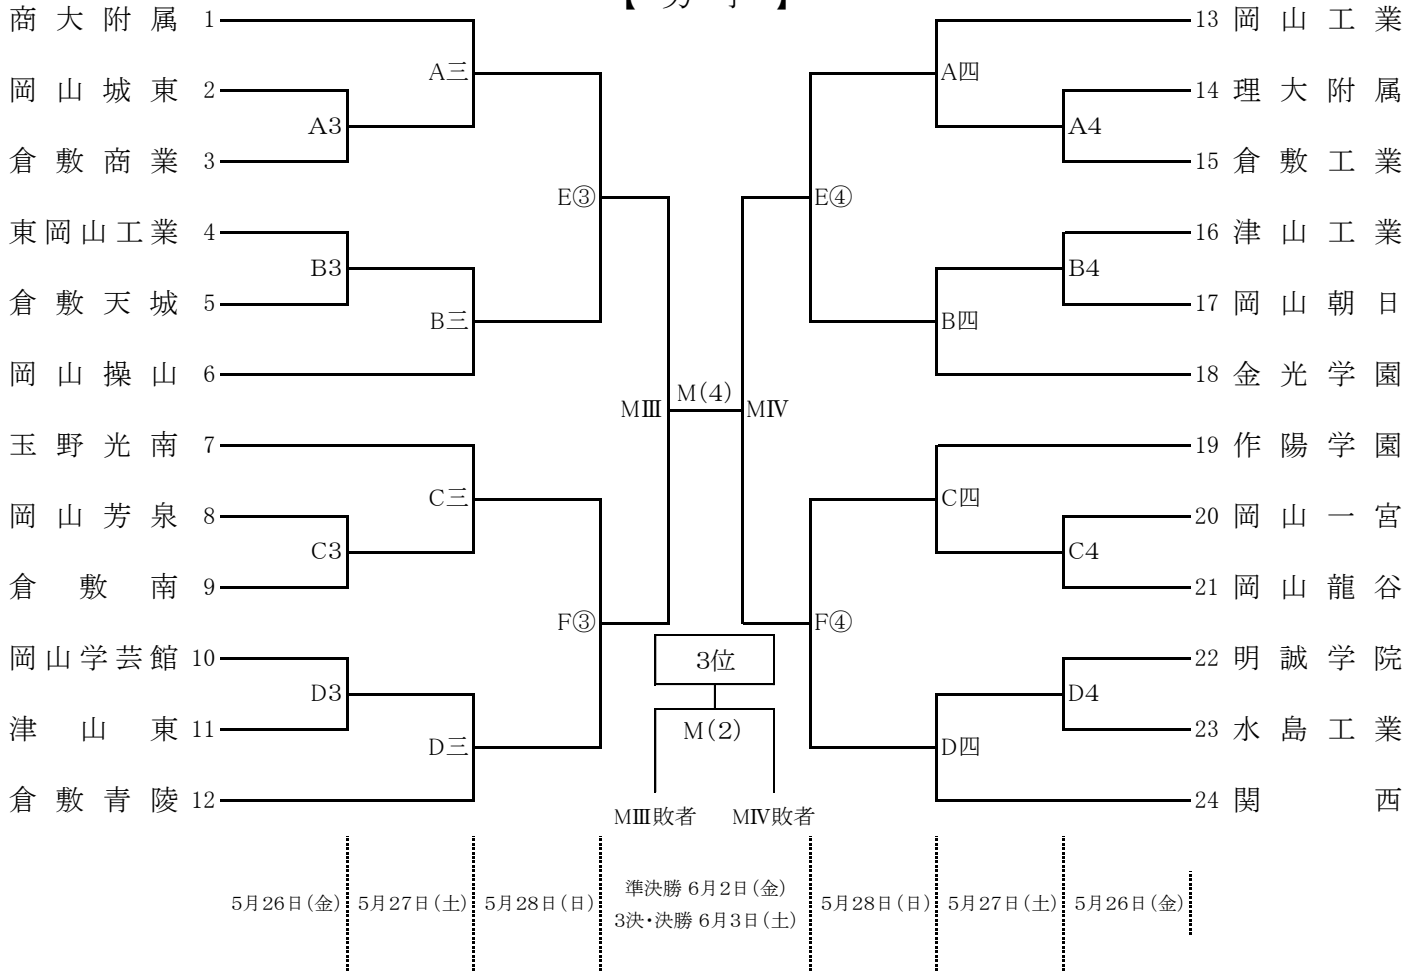 【 男 子 】
商大附属 1
A三
岡山城東 2
A3
倉敷商業 3
E③
東岡山工業 4
B3
倉敷天城 5
B三
岡山操山 6
MⅢ
M(4)
MⅣ
玉野光南 7
C三
岡山芳泉 8
C3
倉敷南 9
F③
岡山学芸館 10
D3
津山東 11
D三
倉敷青陵 12
13 岡山工業
A四
14 理大附属
A4
15 倉敷工業
E④
16 津山工業
B4
17 岡山朝日
B四
18 金光学園
19 作陽学園
C四
20 岡山一宮
C4
21 岡山龍谷
F④
22 明誠学院
D4
23 水島工業
D四
24 関西
3位
M(2)
MⅢ敗者 MⅣ敗者
5月26日(金) 5月27日(土) 5月28日(日)
準決勝 6月2日(金)
3決・決勝 6月3日(土)
5月28日(日) 5月27日(土) 5月26日(金)